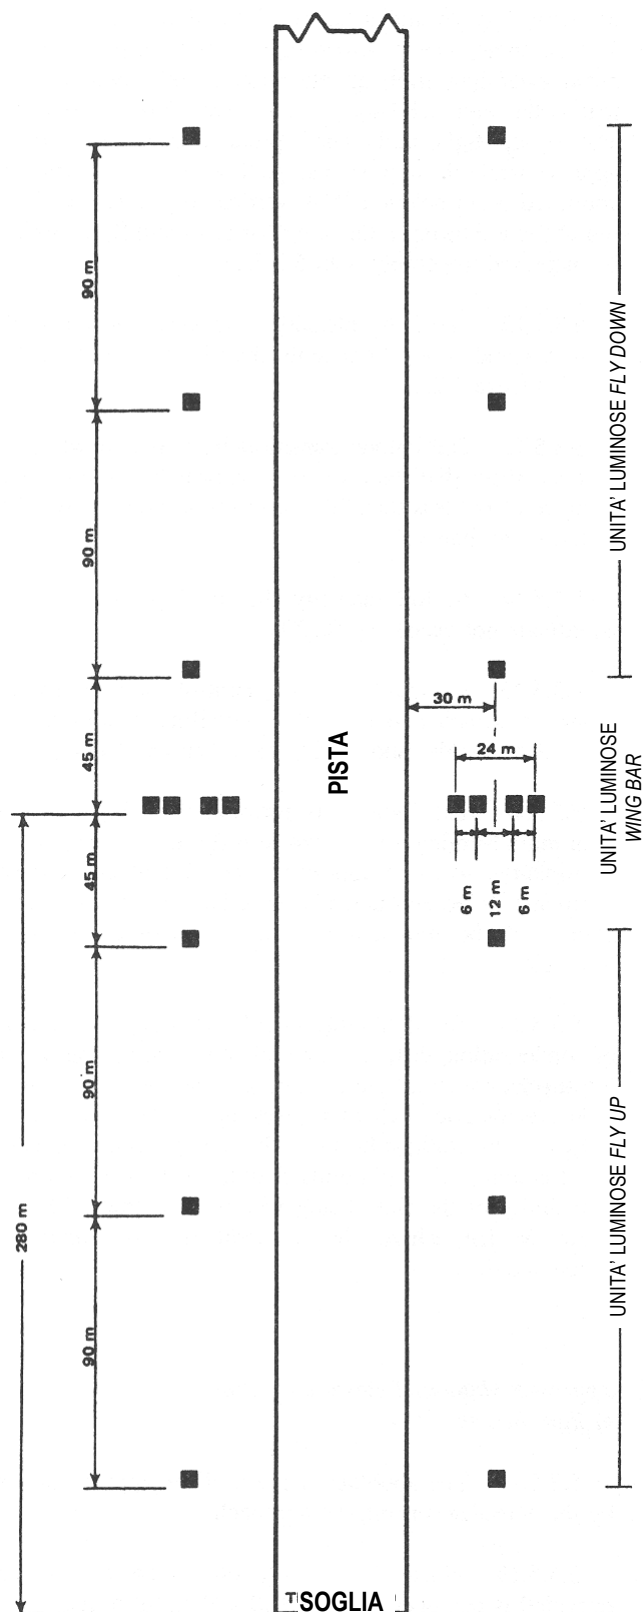 90 m
UNITA' LUMINOSE FLY DOWN
90 m
30 m
45 m
PISTA
24 m
UNITA' LUMINOSE
WING BAR
45 m
6 m
12 m
6 m
90 m
UNITA' LUMINOSE FLY UP
280 m
90 m
SOGLIA